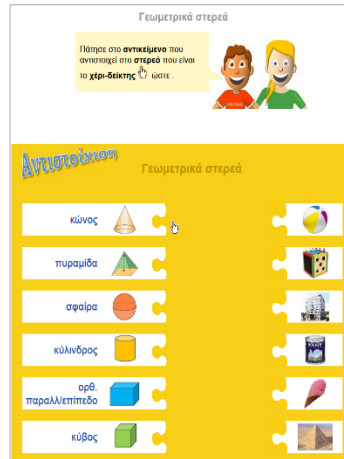 Γεωμετρικά στερεά
Πάτησε στο αντικείμενο που
αντιστοιχεί στο στερεό που είναι
το χέρι-δείκτης ώστε .
Αντιστοίχιση
Γεωμετρικά στερεά
κώνος
πυραμίδα
σφαίρα
κύλινδρος
ορθ.
παραλλ/επίπεδο
κύβος